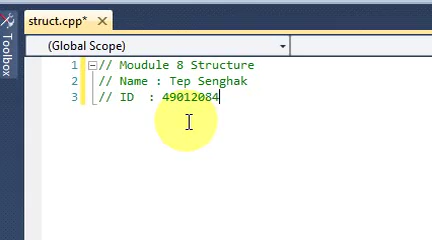 struct.cpp*
Toolbox
(Global Scope)
1 // Moudule 8 Structure
2 // Name : Tep Senghak
3 // ID : 49012084